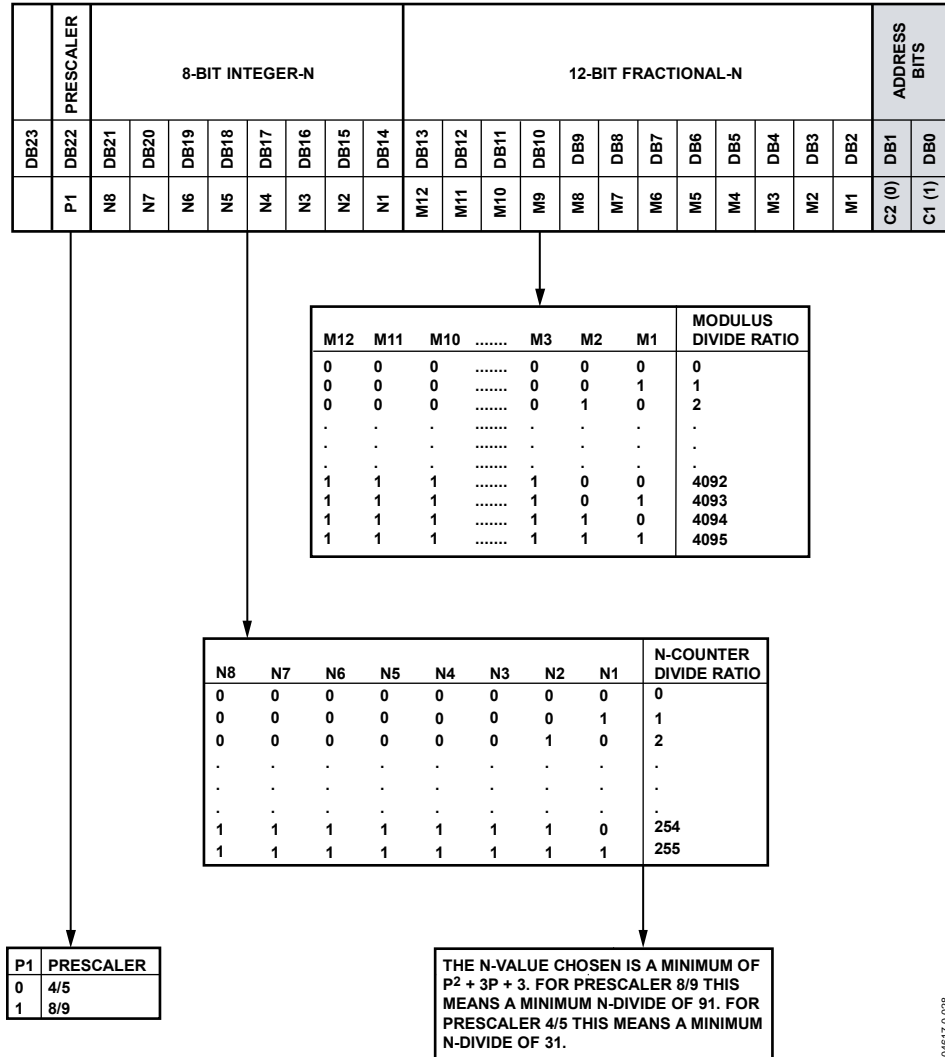 PRESCALER
8-BIT INTEGER-N
12-BIT FRACTIONAL-N
ADDRESS
BITS
DB23 DB22 DB21 DB20 DB19 DB18 DB17 DB16 DB15 DB14 DB13 DB12 DB11 DB10 DB9 DB8 DB7 DB6 DB5 DB4 DB3 DB2 DB1 DB0
P1 N8 N7 N6 N5 N4 N3 N2 N1 M12 M11 M10 M9 M8 M7 M6 M5 M4 M3 M2 M1 C2 (0) C1 (1)
MODULUS
M12 M11 M10 ....... M3 M2 M1 DIVIDE RATIO
0 0 0 ....... 0 0 0 0
0 0 0 ....... 0 0 1 1
0 0 0 ....... 0 1 0 2
. . . ....... . . . .
. . . ....... . . . .
. . . ....... . . . .
1 1 1 ....... 1 0 0 4092
1 1 1 ....... 1 0 1 4093
1 1 1 ....... 1 1 0 4094
1 1 1 ....... 1 1 1 4095
N-COUNTER
N8 N7 N6 N5 N4 N3 N2 N1 DIVIDE RATIO
0 0 0 0 0 0 0 0 0
0 0 0 0 0 0 0 1 1
0 0 0 0 0 0 1 0 2
. . . . . . . . .
. . . . . . . . .
. . . . . . . . .
1 1 1 1 1 1 1 0 254
1 1 1 1 1 1 1 1 255
P1 PRESCALER
0 4/5
1 8/9
THE N-VALUE CHOSEN IS A MINIMUM OF
P² + 3P + 3. FOR PRESCALER 8/9 THIS
MEANS A MINIMUM N-DIVIDE OF 91. FOR
PRESCALER 4/5 THIS MEANS A MINIMUM
N-DIVIDE OF 31.
04617-0-028